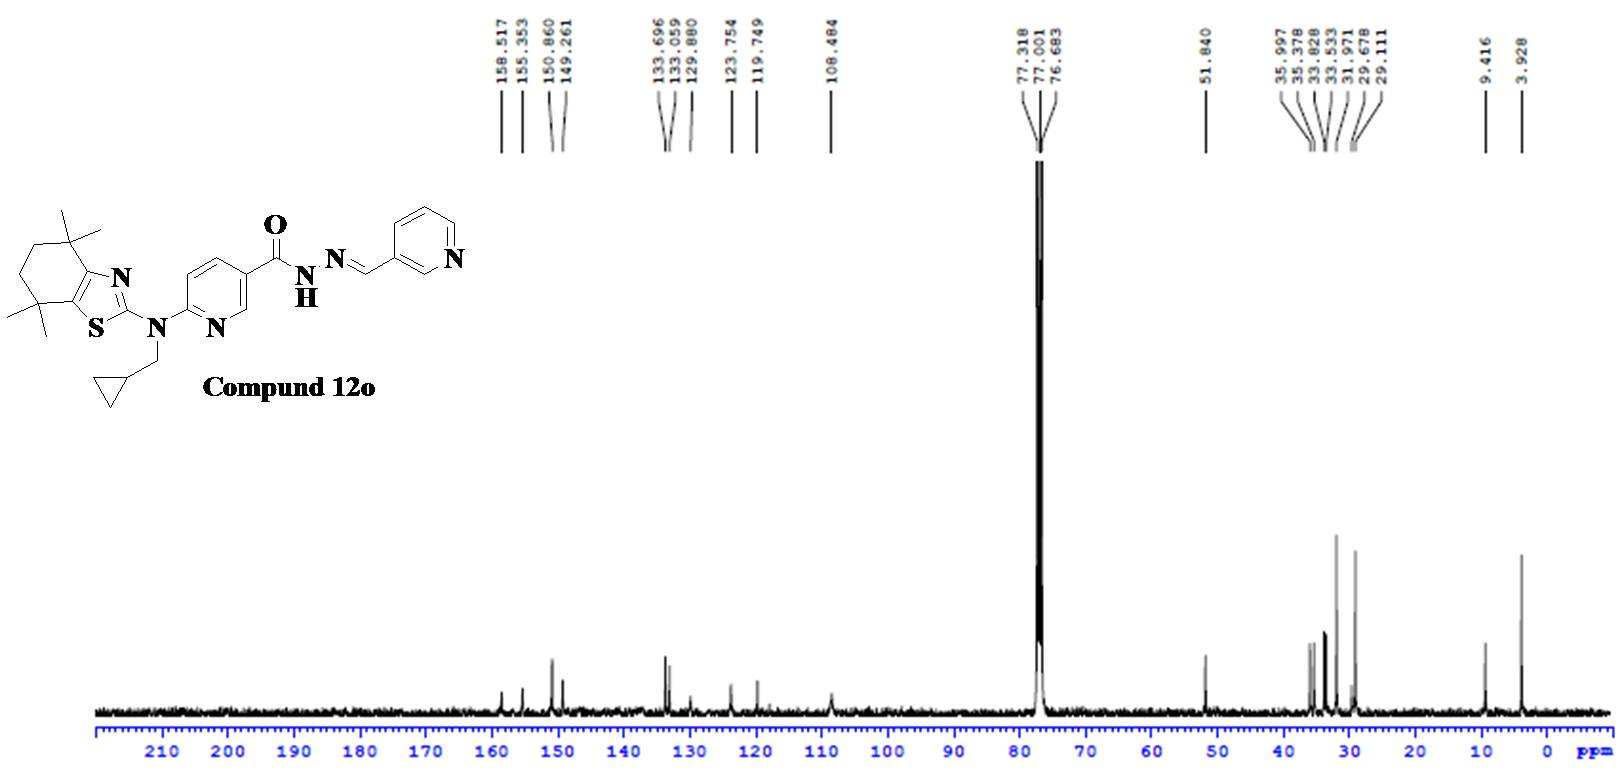 158.517
155.353
150.860
149.261
133.696
133.059
129.880
123.754
119.749
108.484
77.318
77.001
76.683
51.840
35.997
35.378
33.828
33.533
31.971
29.678
29.111
9.416
3.928
O
N
N
N
N
H
S
N
N
Compund 12o
210 200 190 180 170 160 150 140 130 120 110 100 90 80 70 60 50 40 30 20 10 0 ppm